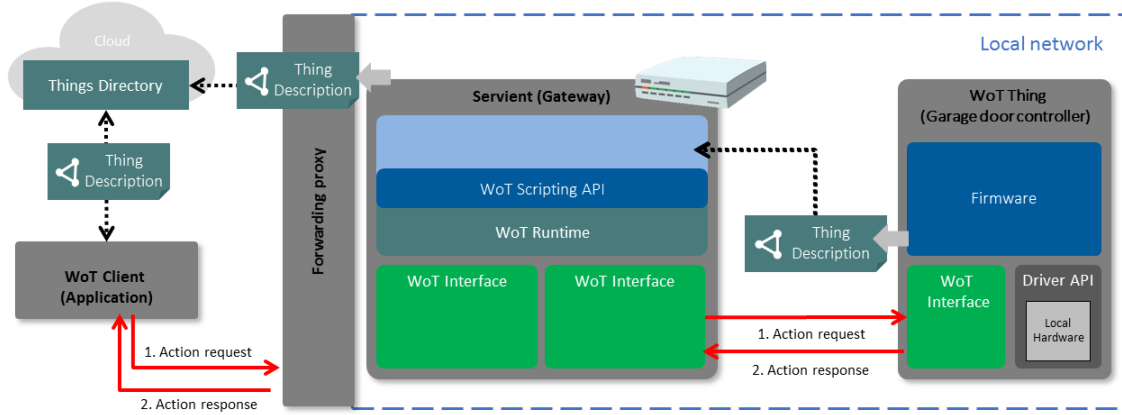 Cloud
Things Directory
Thing
Description
Thing
Description
WoT Client
(Application)
1. Action request
2. Action response
Forwarding proxy
Local network
Servient (Gateway)
WoT Scripting API
WoT Runtime
WoT Interface
WoT Interface
Thing
Description
1. Action request
2. Action response
WoT Thing
(Garage door controller)
Firmware
WoT
Interface
Driver API
Local
Hardware